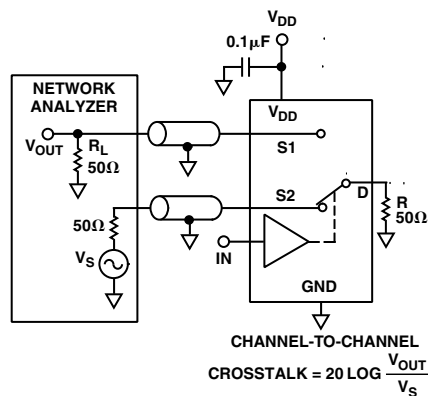 V_DD
0.1µF
NETWORK
ANALYZER
V_DD
V_OUT
R_L
50Ω
S1
50Ω
S2
D
R
50Ω
V_S
IN
GND
CHANNEL-TO-CHANNEL
CROSSTALK = 20 LOG V_OUT / V_S